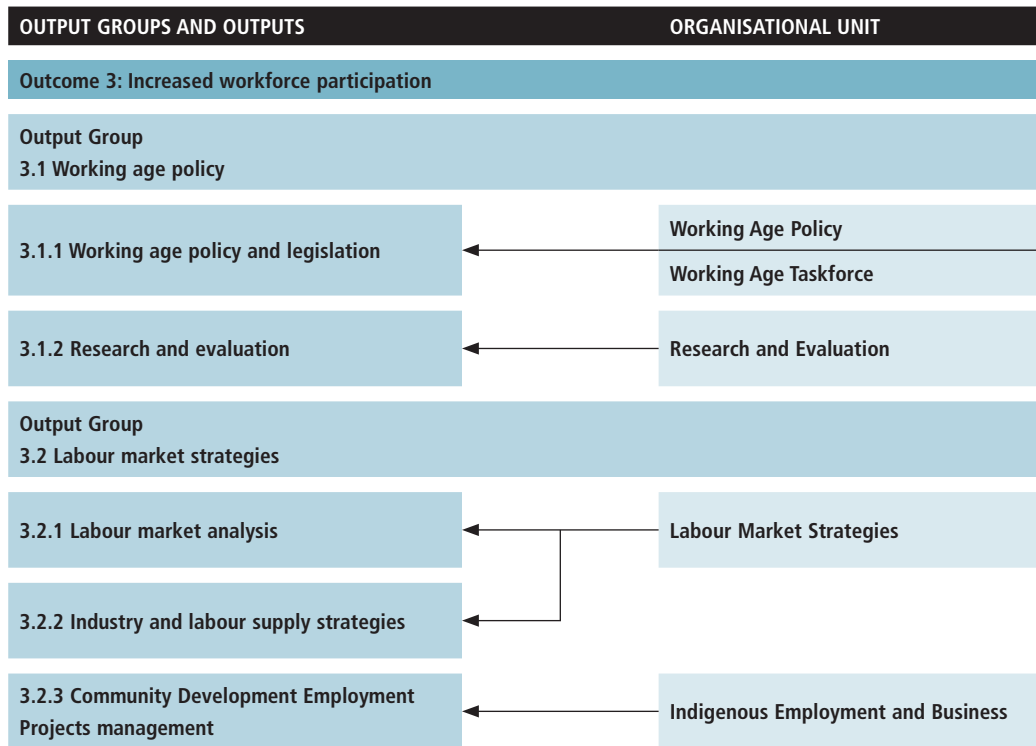 OUTPUT GROUPS AND OUTPUTS
ORGANISATIONAL UNIT
Outcome 3: Increased workforce participation
Output Group
3.1 Working age policy
3.1.1 Working age policy and legislation
Working Age Policy
Working Age Taskforce
3.1.2 Research and evaluation
Research and Evaluation
Output Group
3.2 Labour market strategies
3.2.1 Labour market analysis
Labour Market Strategies
3.2.2 Industry and labour supply strategies
3.2.3 Community Development Employment
Projects management
Indigenous Employment and Business